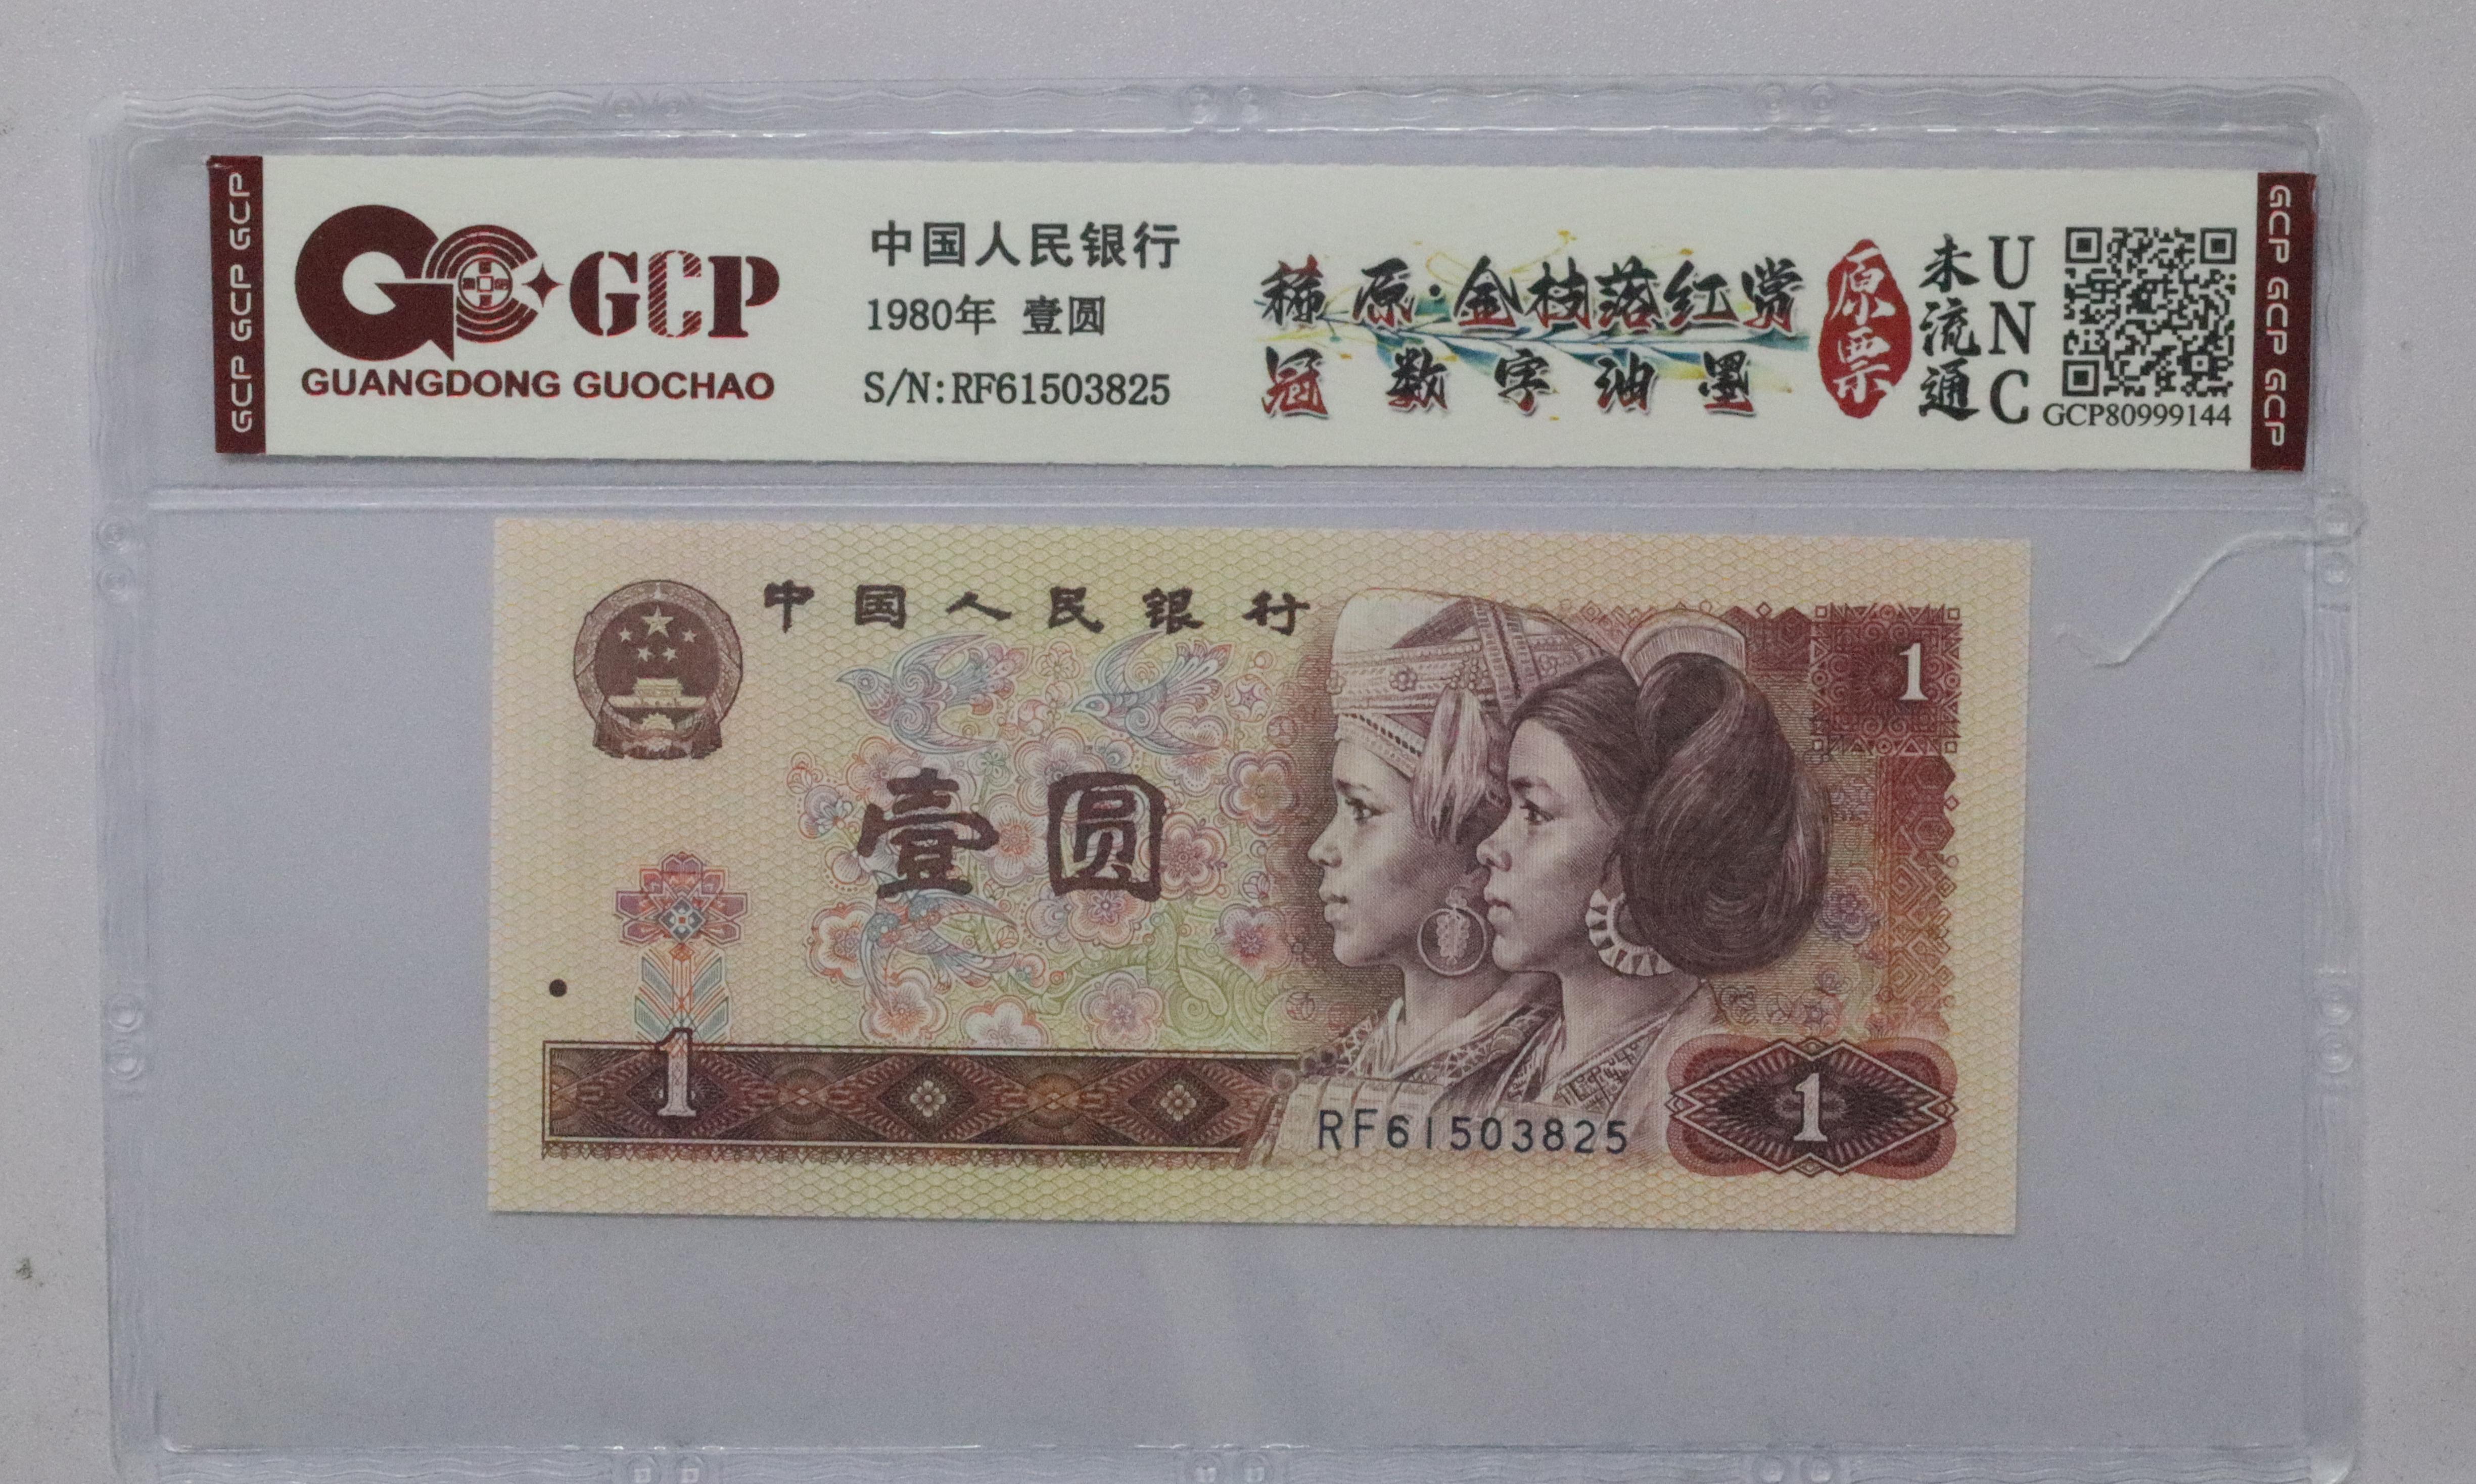 GCP GCP GCP
GCP
GUANGDONG GUOCHAO
中国人民银行
1980年 壹圆
S/N:RF61503825
稀原·金枝落红赏
冠数字油墨
原票
未流通
UNC
GCP80999144
GCP GCP GCP
中国人民银行
1
壹圆
1
RF61503825
1